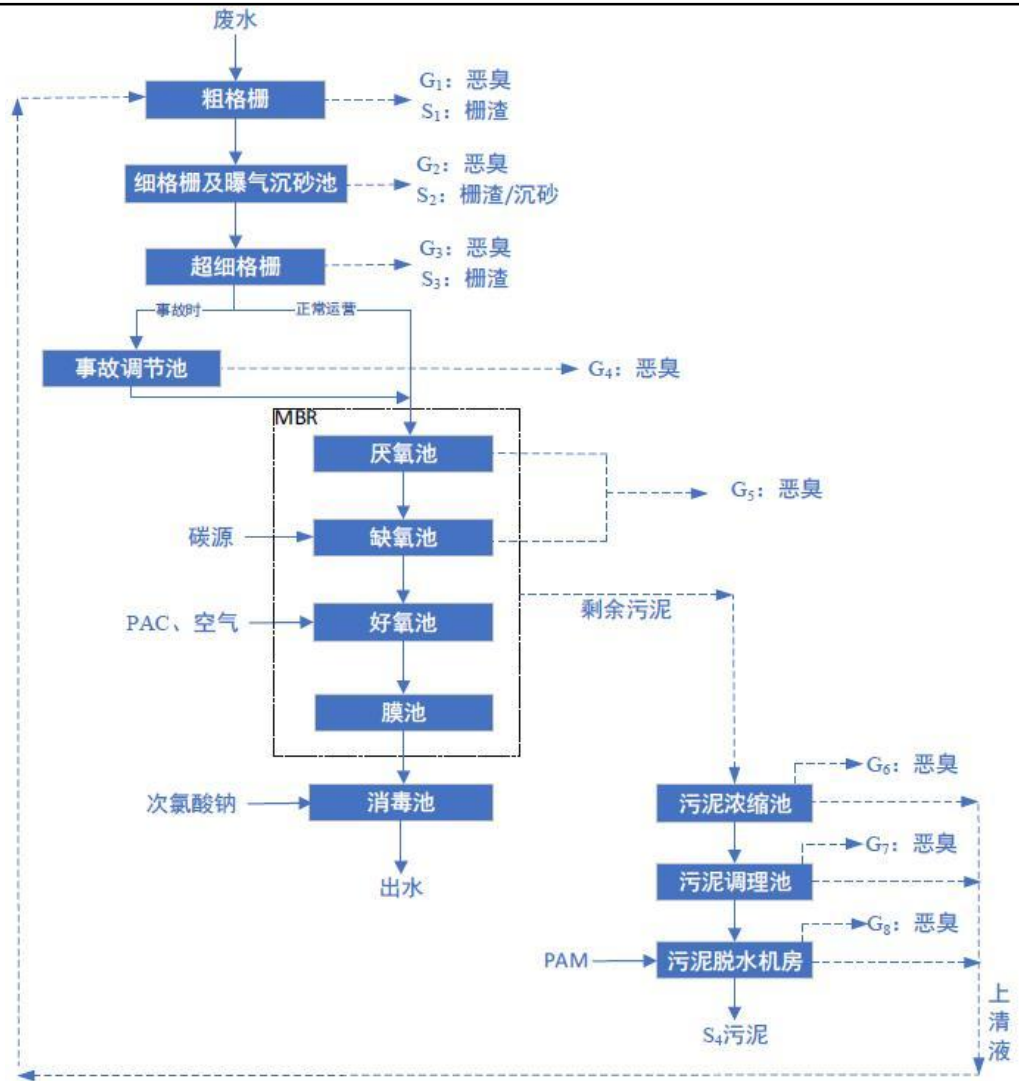 废水
粗格栅
G₁：恶臭
S₁：栅渣
细格栅及曝气沉砂池
G₂：恶臭
S₂：栅渣/沉砂
超细格栅
G₃：恶臭
S₃：栅渣
事故时
正常运营
事故调节池
G₄：恶臭
MBR
厌氧池
G₅：恶臭
碳源
缺氧池
PAC、空气
好氧池
剩余污泥
膜池
次氯酸钠
消毒池
出水
G₆：恶臭
污泥浓缩池
G₇：恶臭
污泥调理池
G₈：恶臭
PAM
污泥脱水机房
S₄污泥
上清液